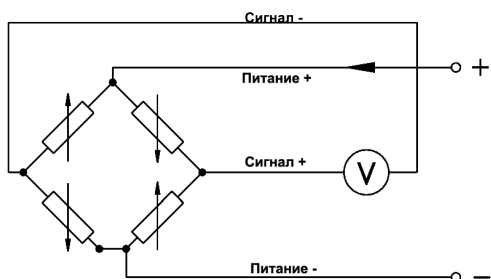 Сигнал -
Питание +
+
Сигнал +
V
Питание -
-